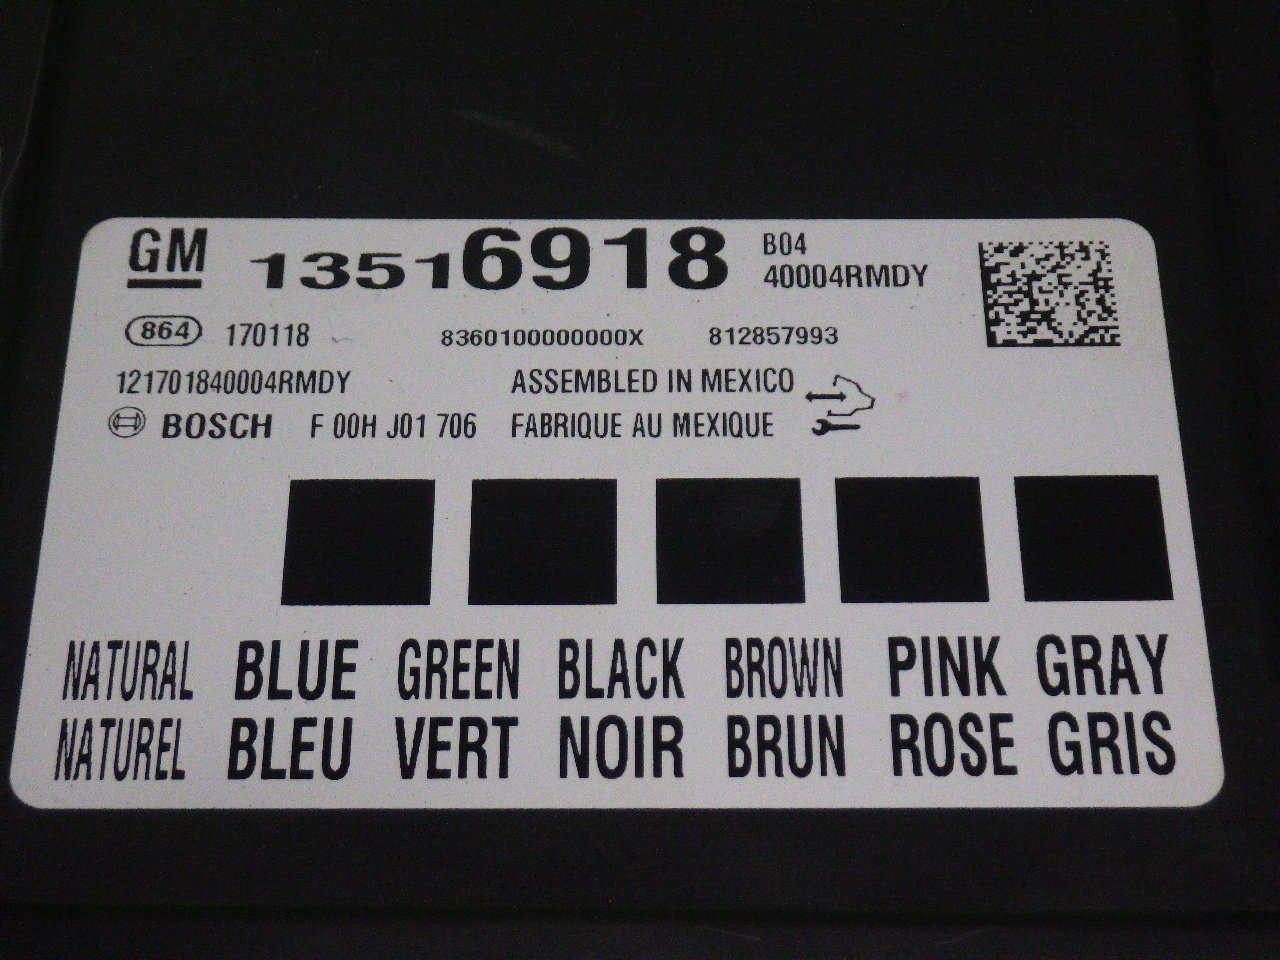 GM 13516918 B04
40004RMDY
864 170118 8360100000000X 812857993
121701840004RMDY ASSEMBLED IN MEXICO
BOSCH F 00H J01 706 FABRIQUE AU MEXIQUE
NATURAL BLUE GREEN BLACK BROWN PINK GRAY
NATUREL BLEU VERT NOIR BRUN ROSE GRIS